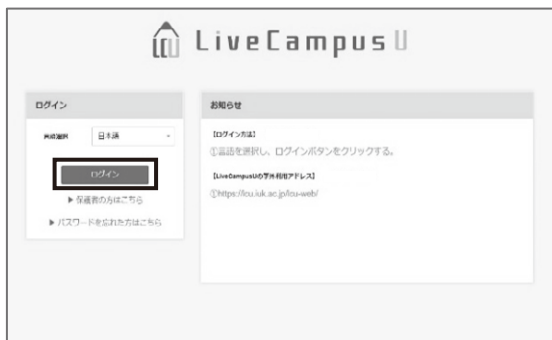 LiveCampus U
ログイン
言語選択 日本語
ログイン
▶ 保護者の方はこちら
▶ パスワードを忘れた方はこちら
お知らせ
【ログイン方法】
①言語を選択し、ログインボタンをクリックする。
【LiveCampusUの学外利用アドレス】
①https://lcu.iuk.ac.jp/lcu-web/